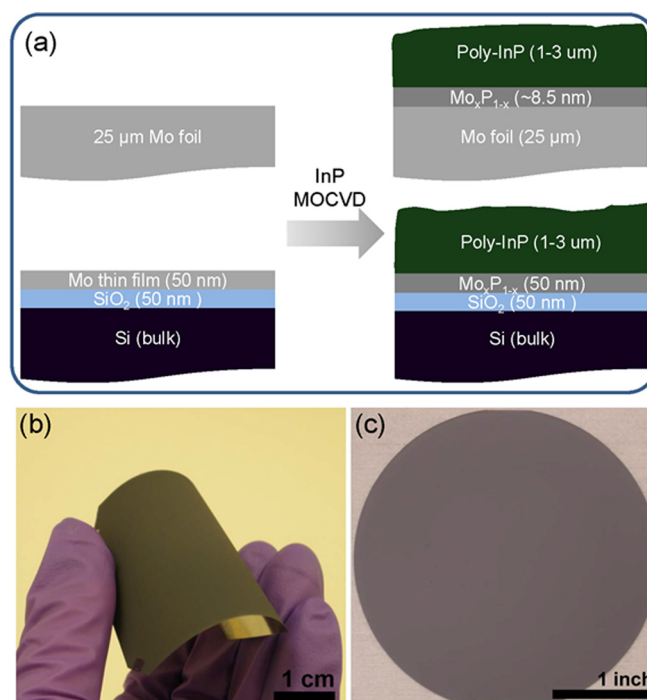 (a)
25 µm Mo foil
Mo thin film (50 nm)
SiO₂ (50 nm )
Si (bulk)
InP
MOCVD
Poly-InP (1-3 um)
MoₓP₁₋ₓ (~8.5 nm)
Mo foil (25 µm)
Poly-InP (1-3 um)
MoₓP₁₋ₓ(50 nm)
SiO₂ (50 nm )
Si (bulk)
(b)
1 cm
(c)
1 inch